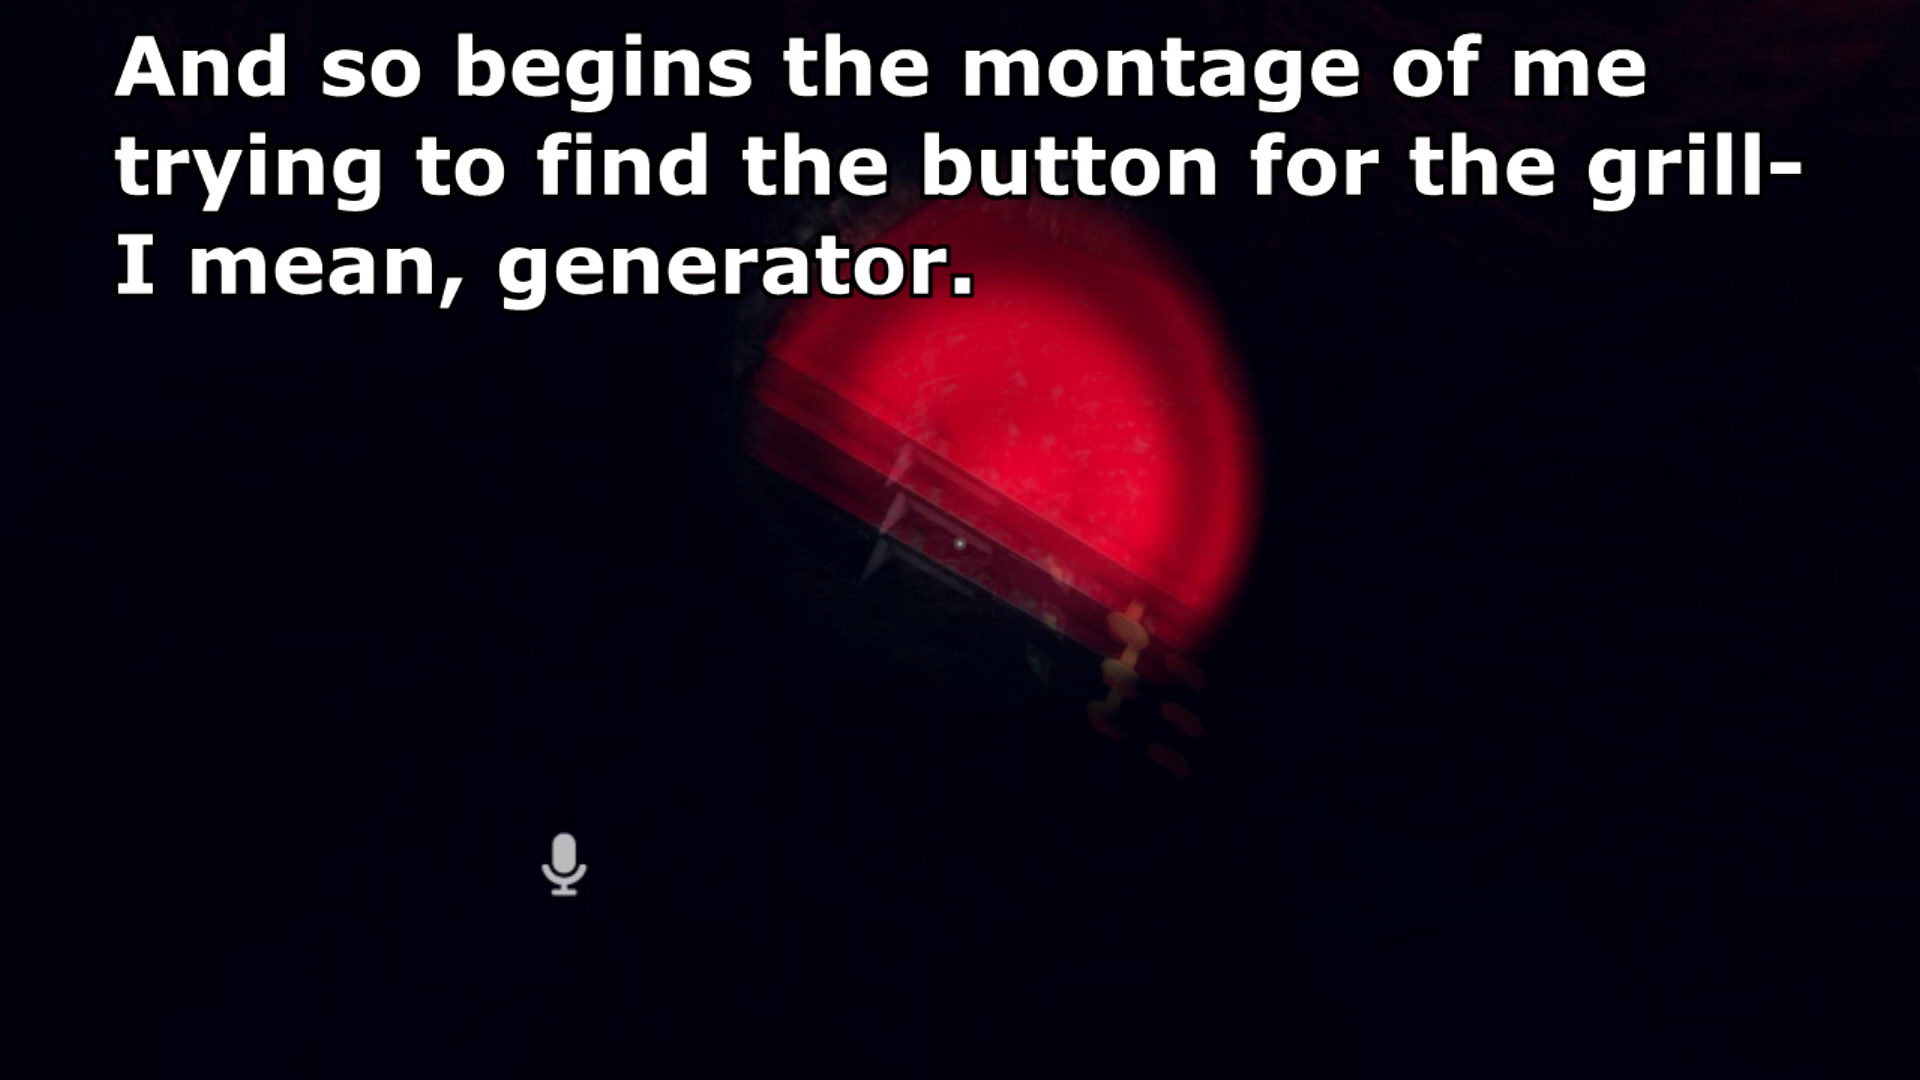 And so begins the montage of me
trying to find the button for the grill-
I mean, generator.